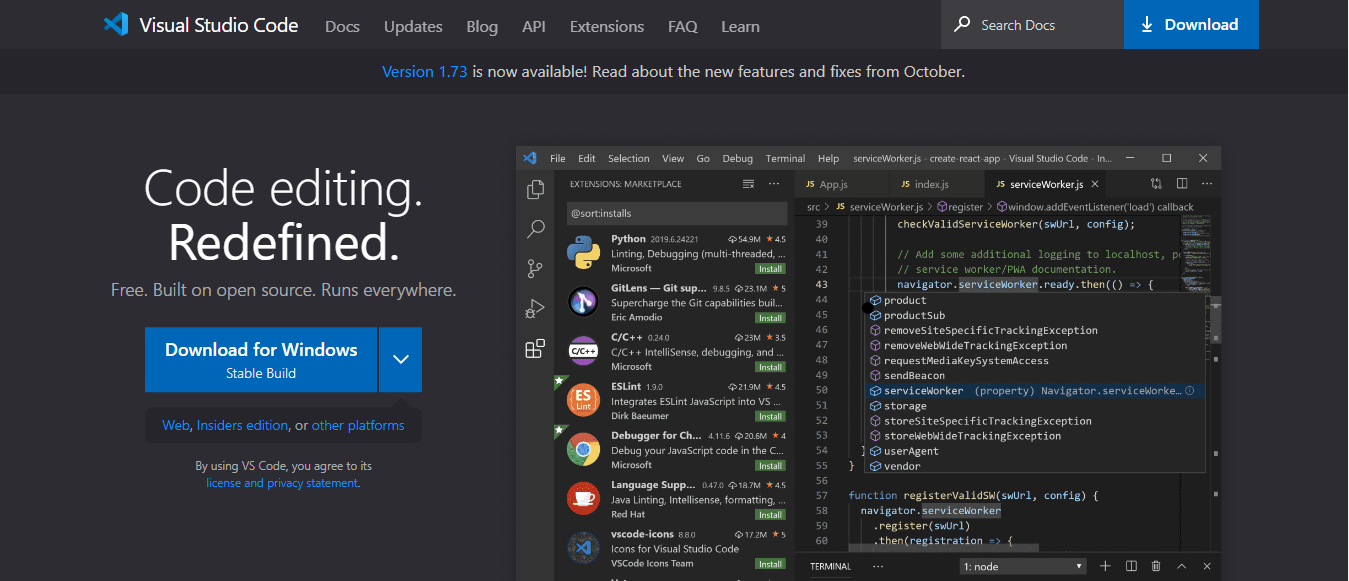 Visual Studio Code Docs Updates Blog API Extensions FAQ Learn Search Docs Download
Version 1.73 is now available! Read about the new features and fixes from October.
Code editing.
Redefined.
Free. Built on open source. Runs everywhere.
Download for Windows
Stable Build
Web, Insiders edition, or other platforms
By using VS Code, you agree to its
license and privacy statement.
File Edit Selection View Go Debug Terminal Help serviceWorker.js - create-react-app - Visual Studio Code - In...
EXTENSIONS: MARKETPLACE
@sort:installs
Python 2019.6.24221 54.9M 4.5
Linting, Debugging (multi-threaded, ...
Microsoft Install
GitLens — Git sup... 9.8.5 23.1M 5
Supercharge the Git capabilities buil...
Eric Amodio Install
C/C++
C/C++ 0.24.0 23M 3.5
C/C++ IntelliSense, debugging, and ...
Microsoft Install
ES
Lint
ESLint 1.9.0 21.9M 4.5
Integrates ESLint JavaScript into VS ...
Dirk Baeumer Install
Debugger for Ch... 4.11.6 20.6M 4
Debug your JavaScript code in the C...
Microsoft Install
Language Supp... 0.47.0 18.7M 4.5
Java Linting, Intellisense, formatting, ...
Red Hat Install
vscode-icons 8.8.0 17.2M 5
Icons for Visual Studio Code
VSCode Icons Team Install
JS App.js JS index.js JS serviceWorker.js
src > JS serviceWorker.js > register > window.addEventListener('load') callback
39 checkValidServiceWorker(swUrl, config);
40
41 // Add some additional logging to localhost, po
42 // service worker/PWA documentation.
43 navigator.serviceWorker.ready.then(() => {
44 product
45 productSub
46 removeSiteSpecificTrackingException
47 removeWebWideTrackingException
48 requestMediaKeySystemAccess
49 sendBeacon
50 serviceWorker (property) Navigator.serviceWorke...
51 storage
52 storeSiteSpecificTrackingException
53 storeWebWideTrackingException
54 } userAgent
55 } vendor
56
57 function registerValidSW(swUrl, config) {
58 navigator.serviceWorker
59 .register(swUrl)
60 .then(registration => {
TERMINAL ... 1: node